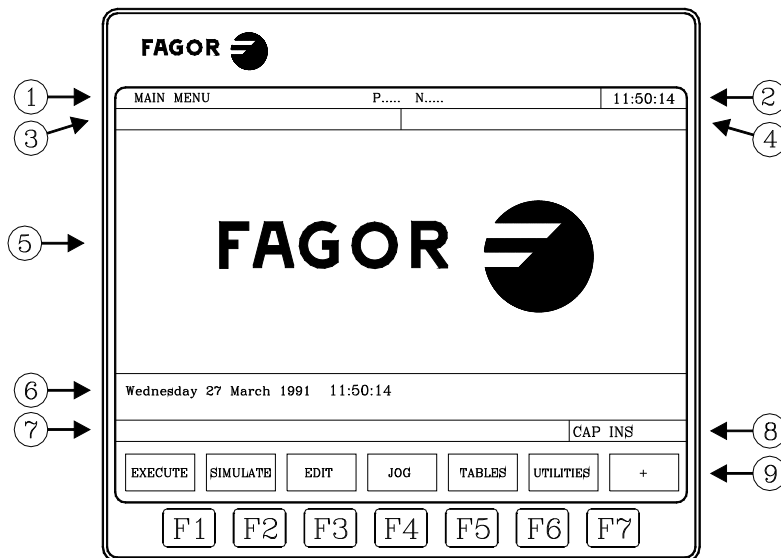 FAGOR
1 MAIN MENU P..... N..... 11:50:14 2
3 4
5 FAGOR
6 Wednesday 27 March 1991 11:50:14
7 CAP INS 8
EXECUTE SIMULATE EDIT JOG TABLES UTILITIES + 9
F1 F2 F3 F4 F5 F6 F7